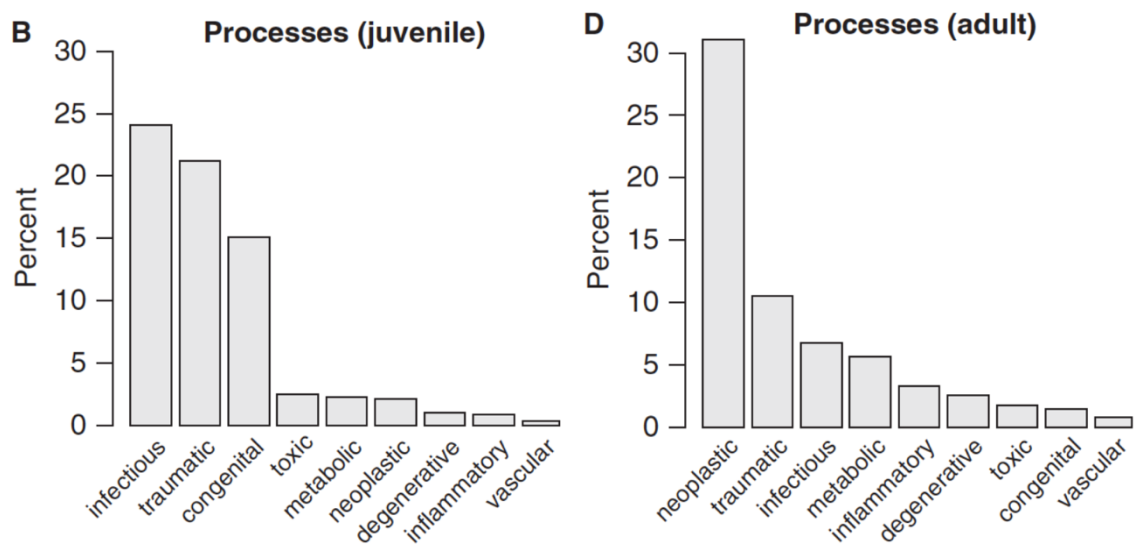 B
Processes (juvenile)
Percent
30
25
20
15
10
5
0
infectious
traumatic
congenital
toxic
metabolic
neoplastic
degenerative
inflammatory
vascular
D
Processes (adult)
Percent
30
25
20
15
10
5
0
neoplastic
traumatic
infectious
metabolic
inflammatory
degenerative
toxic
congenital
vascular